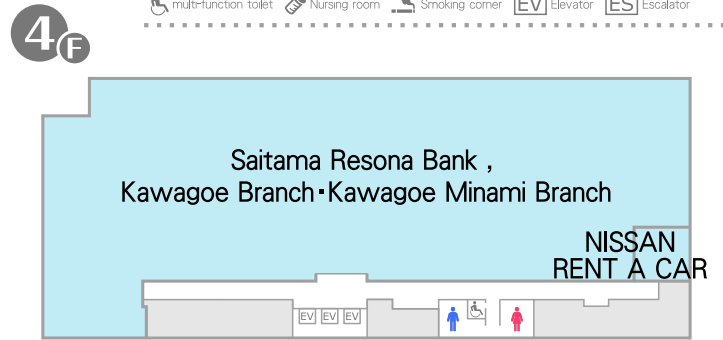 multi-function toilet Nursing room Smoking corner EV Elevator ES Escalator
4F
Saitama Resona Bank ,
Kawagoe Branch・Kawagoe Minami Branch
NISSAN
RENT A CAR
EV EV EV